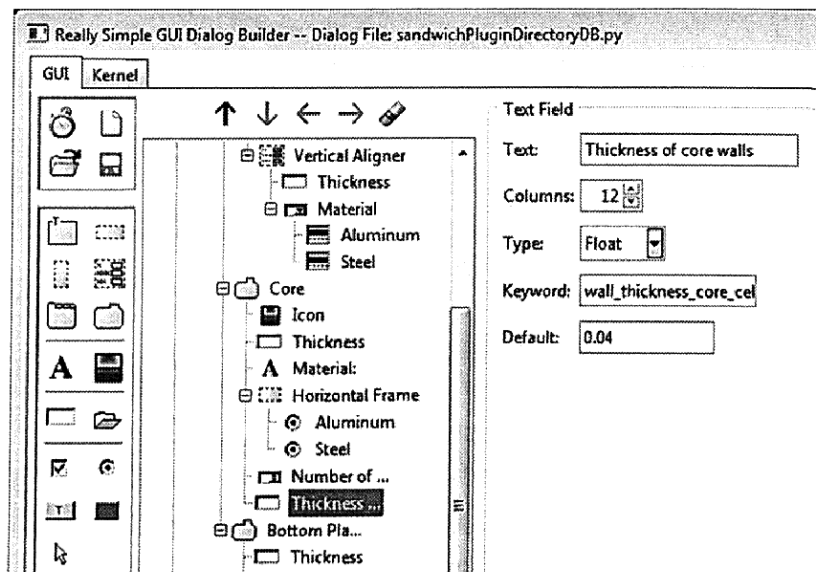 Really Simple GUI Dialog Builder -- Dialog File: sandwichPluginDirectoryDB.py
GUI Kernel
Text Field
Text: Thickness of core walls
Columns: 12
Type: Float
Keyword: wall_thickness_core_cel
Default: 0.04
Vertical Aligner
Thickness
Material
Aluminum
Steel
Core
Icon
Thickness
A Material:
Horizontal Frame
Aluminum
Steel
Number of ...
Thickness ...
Bottom Pla...
Thickness
T
A
T